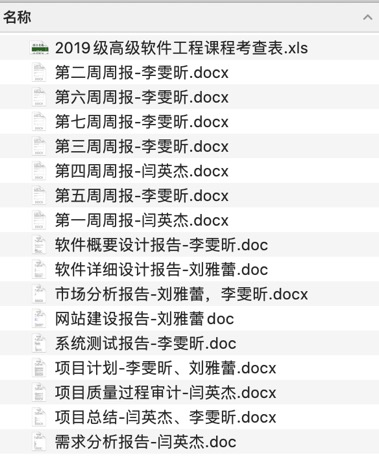 名称
2019级高级软件工程课程考查表.xls
第二周周报-李雯昕.docx
第六周周报-李雯昕.docx
第七周周报-李雯昕.docx
第三周周报-李雯昕.docx
第四周周报-闫英杰.docx
第五周周报-李雯昕.docx
第一周周报-闫英杰.docx
软件概要设计报告-李雯昕.doc
软件详细设计报告-刘雅蕾.doc
市场分析报告-刘雅蕾，李雯昕.docx
网站建设报告-刘雅蕾doc
系统测试报告-李雯昕.doc
项目计划-李雯昕、刘雅蕾.docx
项目质量过程审计-闫英杰.docx
项目总结-闫英杰、李雯昕.docx
需求分析报告-闫英杰.doc